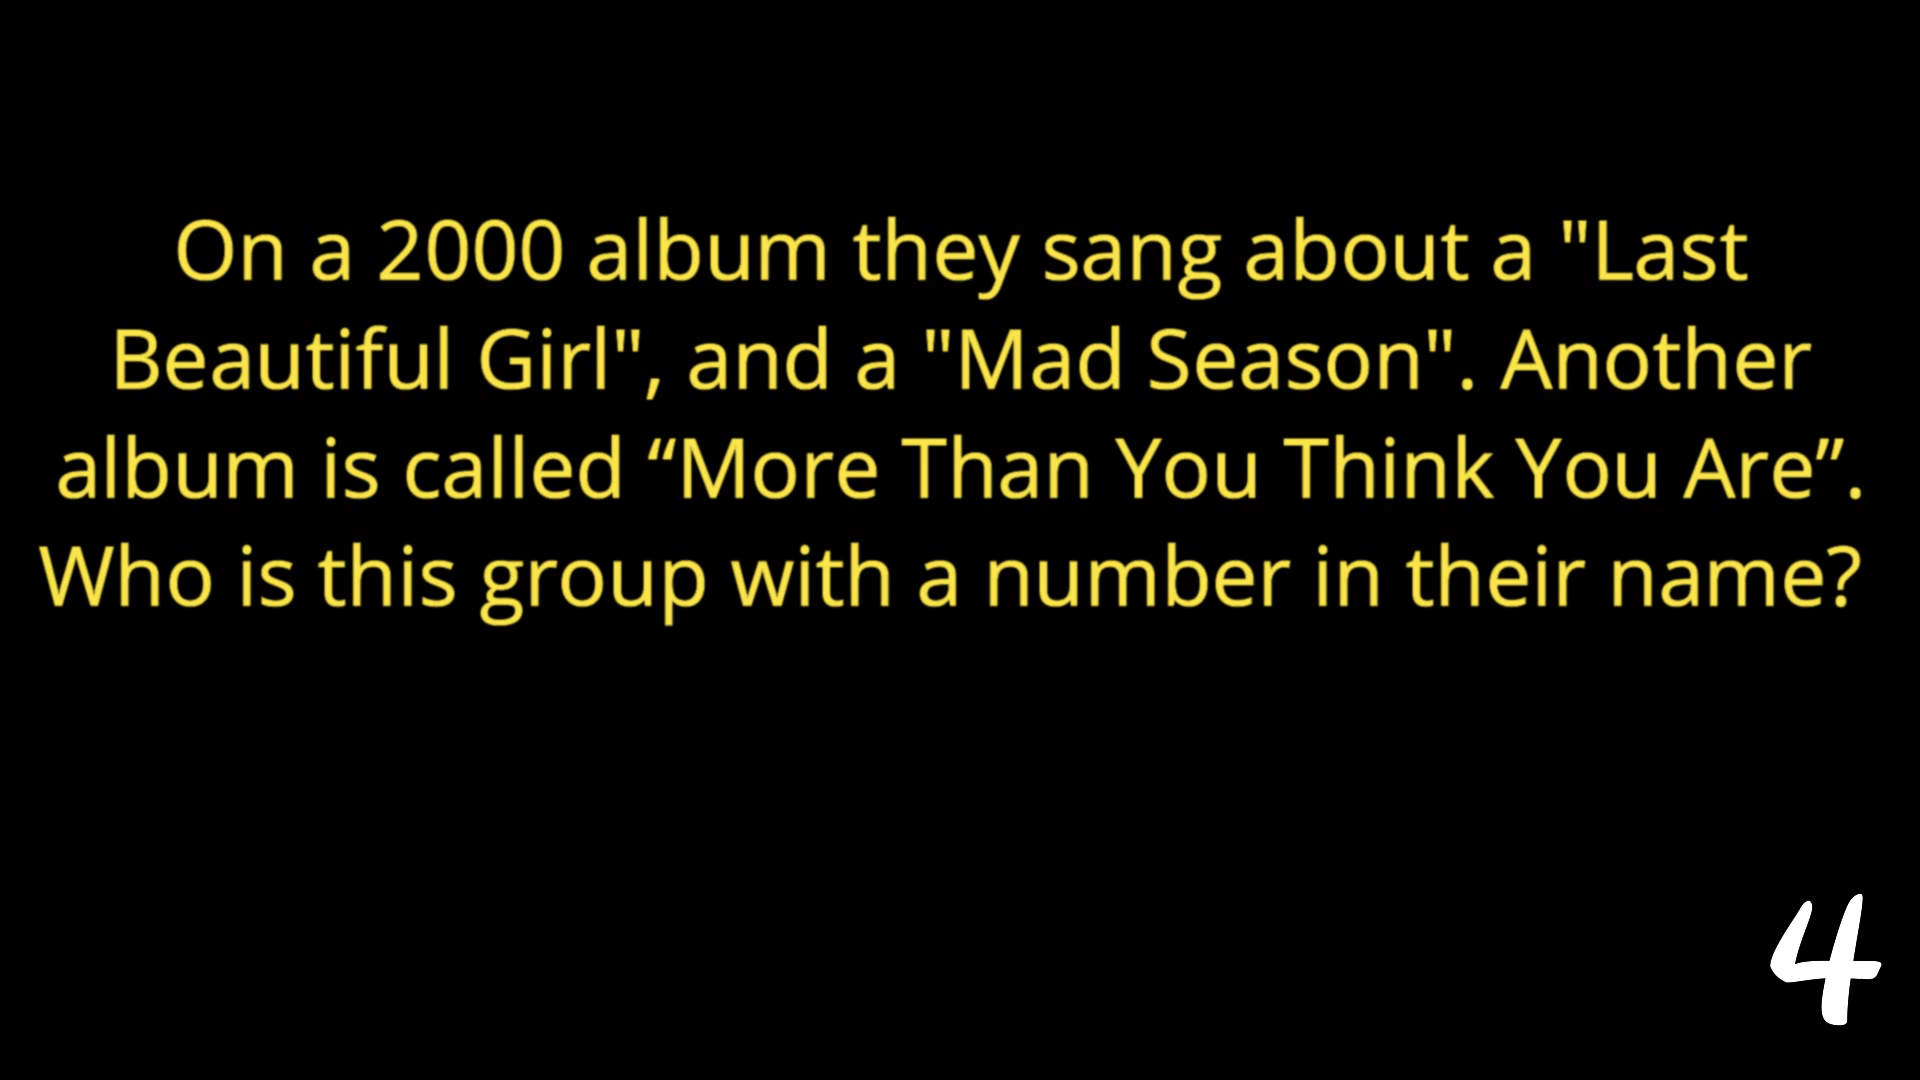 On a 2000 album they sang about a "Last
Beautiful Girl", and a "Mad Season". Another
album is called “More Than You Think You Are”.
Who is this group with a number in their name?
4